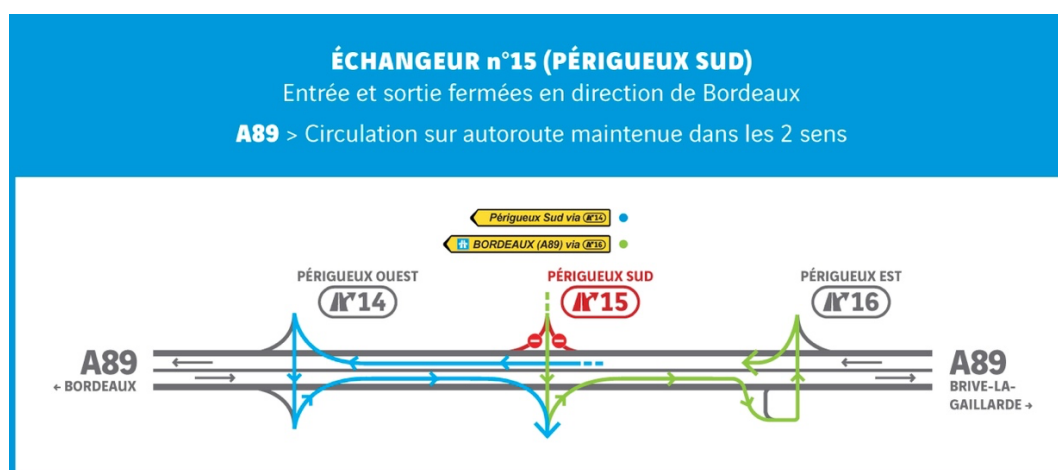 ÉCHANGEUR n°15 (PÉRIGUEUX SUD)
Entrée et sortie fermées en direction de Bordeaux
A89 > Circulation sur autoroute maintenue dans les 2 sens
Périgueux Sud via 14
BORDEAUX (A89) via 16
PÉRIGUEUX OUEST
14
PÉRIGUEUX SUD
15
PÉRIGUEUX EST
16
A89
← BORDEAUX
A89
BRIVE-LA-
GAILLARDE →